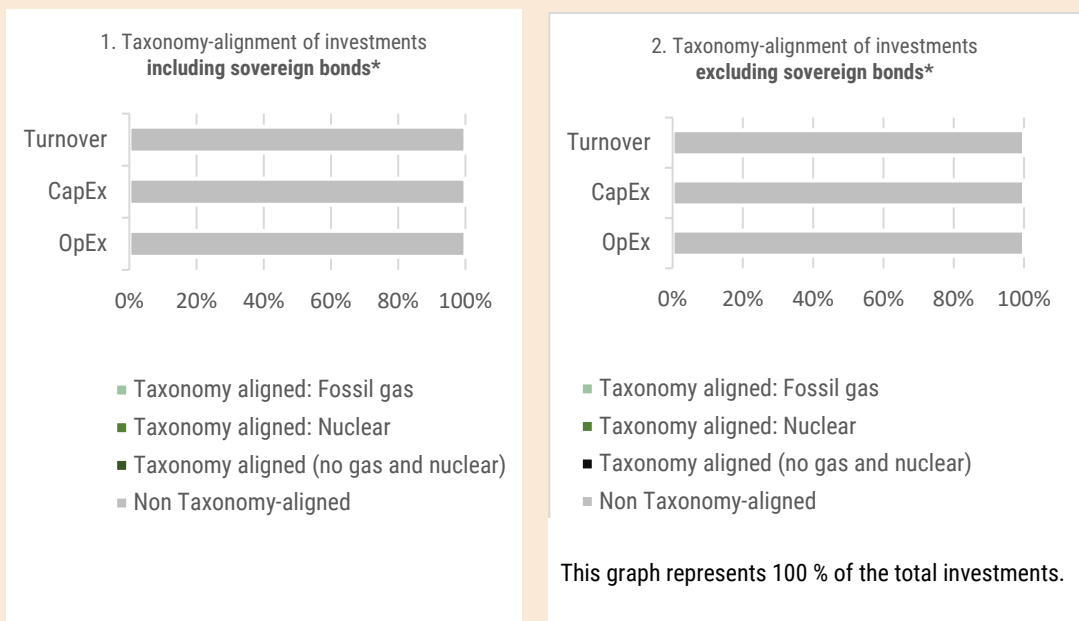 1. Taxonomy-alignment of investments
including sovereign bonds*
Turnover
CapEx
OpEx
0% 20% 40% 60% 80% 100%
Taxonomy aligned: Fossil gas
Taxonomy aligned: Nuclear
Taxonomy aligned (no gas and nuclear)
Non Taxonomy-aligned
2. Taxonomy-alignment of investments
excluding sovereign bonds*
Turnover
CapEx
OpEx
0% 20% 40% 60% 80% 100%
Taxonomy aligned: Fossil gas
Taxonomy aligned: Nuclear
Taxonomy aligned (no gas and nuclear)
Non Taxonomy-aligned
This graph represents 100 % of the total investments.